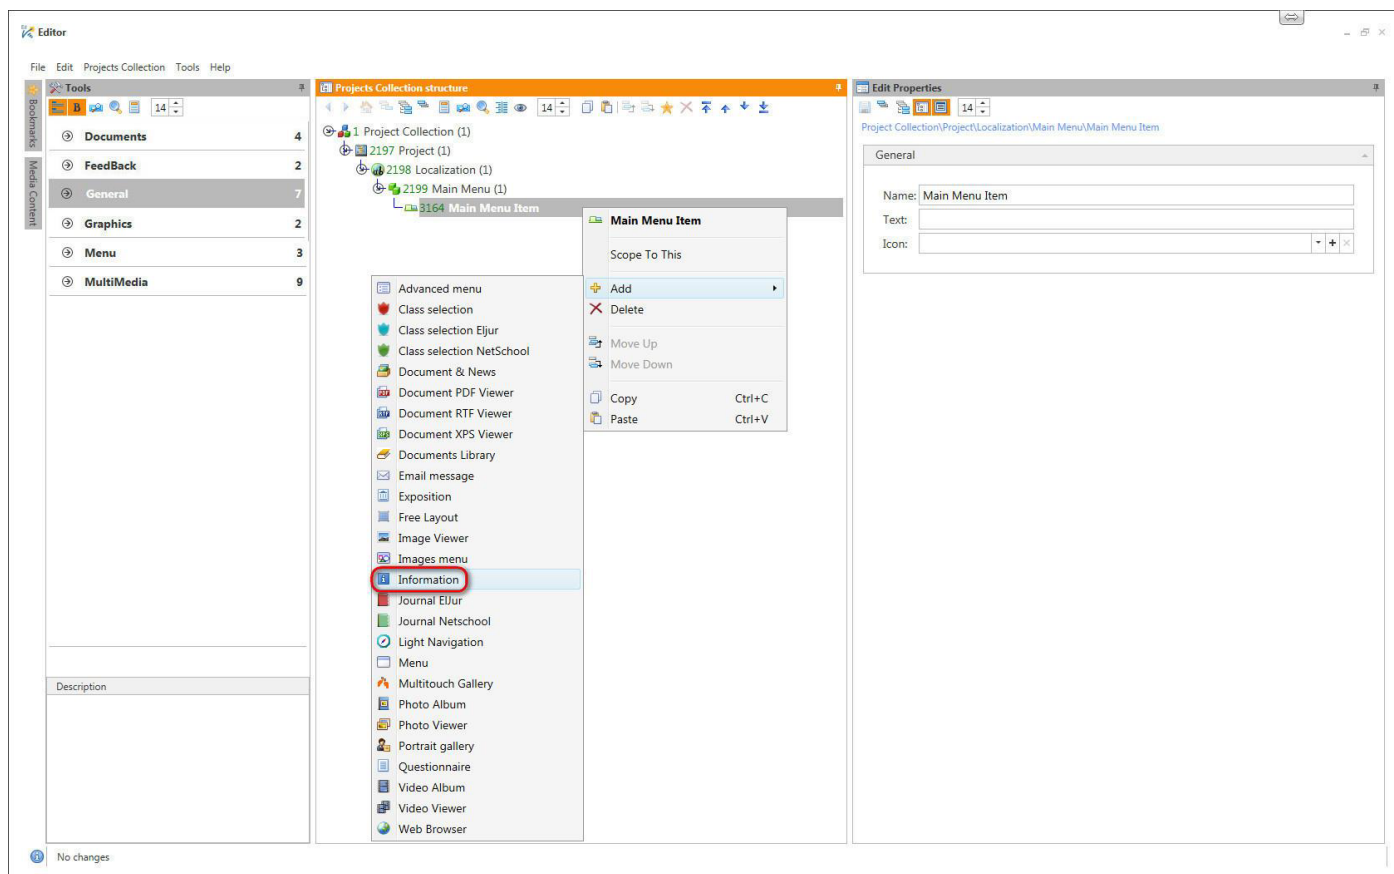 Editor
File Edit Projects Collection Tools Help
Bookmarks
Media Content
Tools
B 14
Documents 4
FeedBack 2
General 7
Graphics 2
Menu 3
MultiMedia 9
Description
Projects Collection structure
14
1 Project Collection (1)
2197 Project (1)
2198 Localization (1)
2199 Main Menu (1)
3164 Main Menu Item
Main Menu Item
Scope To This
Add
Delete
Move Up
Move Down
Copy Ctrl+C
Paste Ctrl+V
Advanced menu
Class selection
Class selection Eljur
Class selection NetSchool
Document & News
Document PDF Viewer
Document RTF Viewer
Document XPS Viewer
Documents Library
Email message
Exposition
Free Layout
Image Viewer
Images menu
Information
Journal ElJur
Journal Netschool
Light Navigation
Menu
Multitouch Gallery
Photo Album
Photo Viewer
Portrait gallery
Questionnaire
Video Album
Video Viewer
Web Browser
Edit Properties
14
Project Collection\Project\Localization\Main Menu\Main Menu Item
General
Name: Main Menu Item
Text:
Icon:
No changes